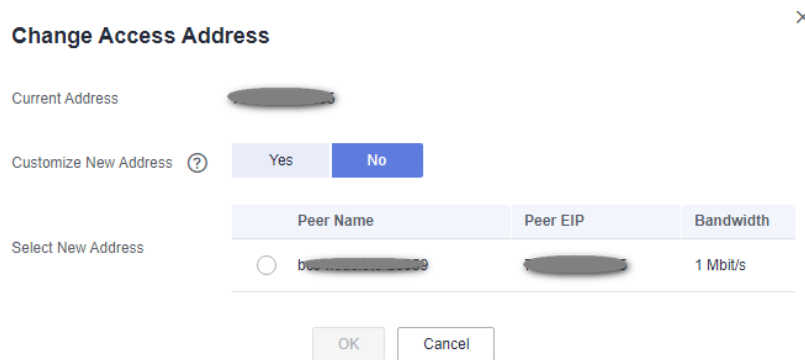 Change Access Address
Current Address
Customize New Address ? Yes No
Peer Name Peer EIP Bandwidth
Select New Address
1 Mbit/s
OK Cancel